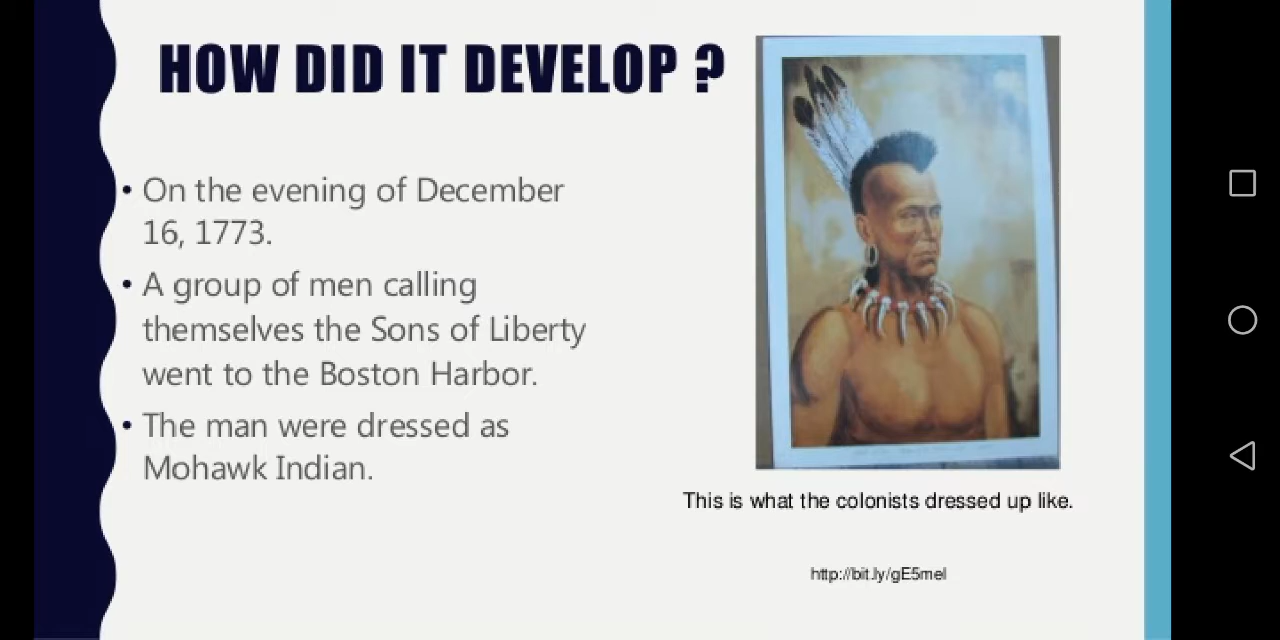 HOW DID IT DEVELOP ?
• On the evening of December
16, 1773.
• A group of men calling
themselves the Sons of Liberty
went to the Boston Harbor.
• The man were dressed as
Mohawk Indian.
This is what the colonists dressed up like.
http://bit.ly/gE5mel